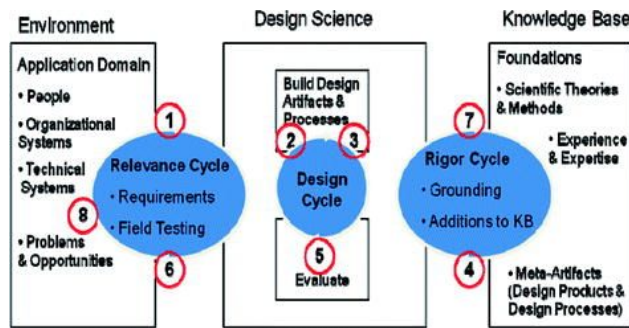 Environment
Design Science
Knowledge Base
Application Domain
• People
• Organizational
Systems
• Technical
Systems
• Problems
& Opportunities
1
Relevance Cycle
• Requirements
• Field Testing
8
6
Build Design
Artifacts &
Processes
2
3
Design
Cycle
5
Evaluate
7
Rigor Cycle
• Grounding
• Additions to KB
4
Foundations
• Scientific Theories
& Methods
• Experience
& Expertise
• Meta-Artifacts
(Design Products &
Design Processes)